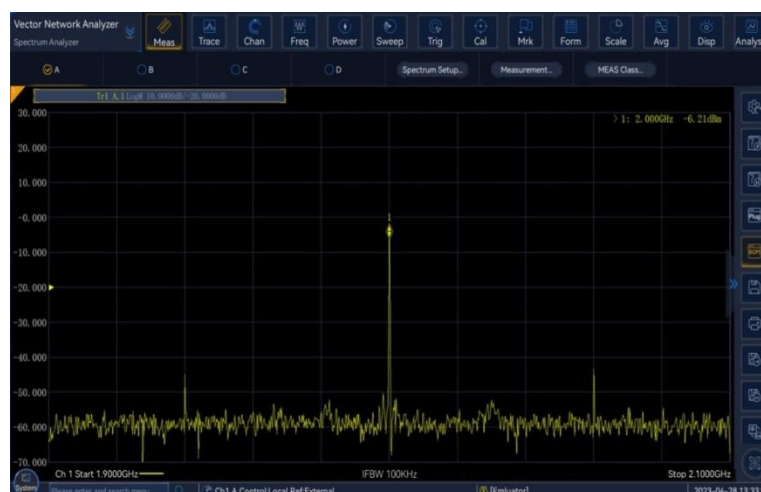 Vector Network Analyzer
Spectrum Analyzer
Meas Trace Chan Freq Power Sweep Trig Cal Mrk Form Scale Avg Disp Analys
A B C D Spectrum Setup... Measurement... MEAS Class...
Tr1 A,1 LogM 10.0000dB/-20.0000dB
> 1: 2.000GHz -6.21dBm
30.000
20.000
10.000
-0.000
1
-10.000
-20.000
-30.000
-40.000
-50.000
-60.000
-70.000
Plug
SCPI
Ch 1 Start 1.9000GHz
IFBW 100KHz
Stop 2.1000GHz
System
Please enter and search menu
Ch1 A Control:Local Ref:External
[Emluator]
2023-04-28 13:33